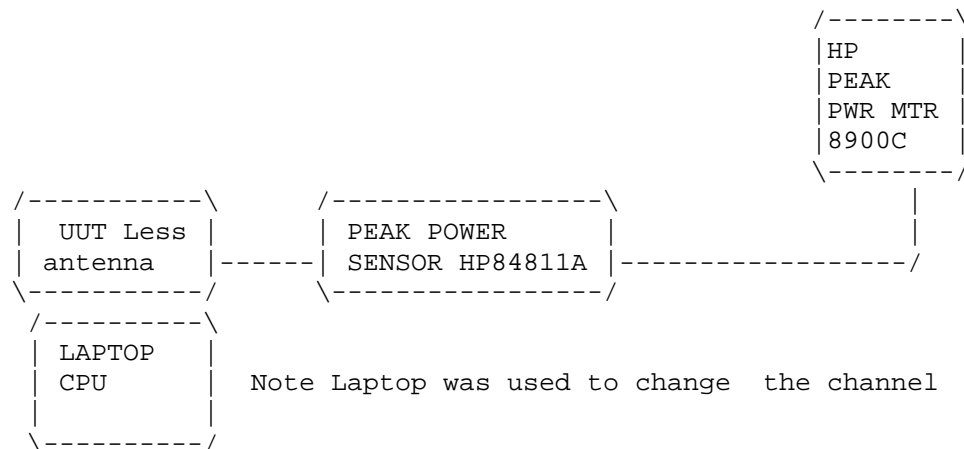 HP
PEAK
PWR MTR
8900C
UUT Less
antenna
PEAK POWER
SENSOR HP84811A
LAPTOP
CPU
Note Laptop was used to change the channel